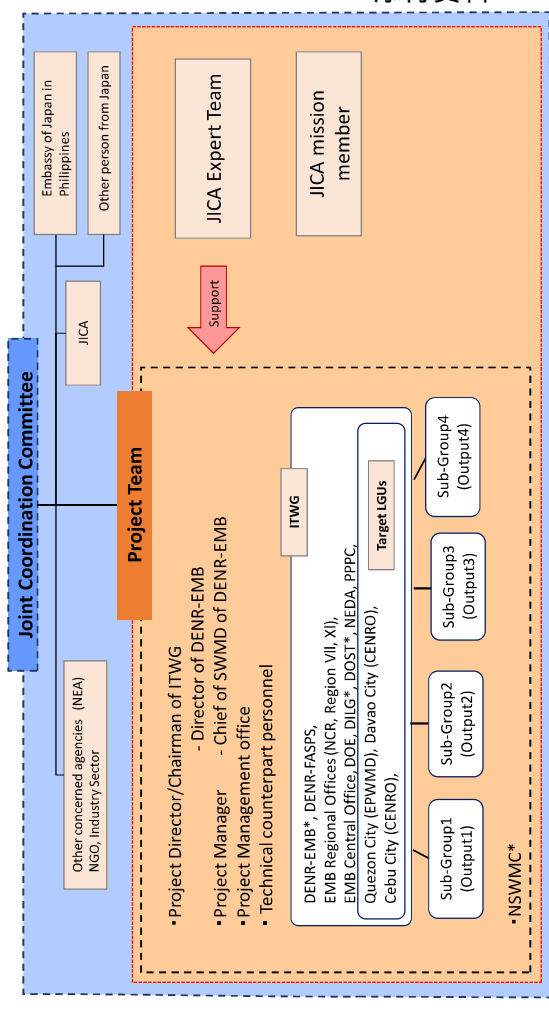 Joint Coordination Committee
Other concerned agencies (NEA)
NGO, Industry Sector
JICA
Embassy of Japan in
Philippines
Other person from Japan
Project Team
・Project Director/Chairman of ITWG
- Director of DENR-EMB
・Project Manager - Chief of SWMD of DENR-EMB
・Project Management office
・Technical counterpart personnel
ITWG
DENR-EMB*, DENR-FASPS,
EMB Regional Offices (NCR, Region VII, XI),
EMB Central Office, DOE, DILG*, DOST*, NEDA, PPPC,
Target LGUs
Quezon City (EPWMD), Davao City (CENRO),
Cebu City (CENRO),
Sub-Group1
(Output1)
Sub-Group2
(Output2)
Sub-Group3
(Output3)
Sub-Group4
(Output4)
・NSWMC*
Support
JICA Expert Team
JICA mission
member